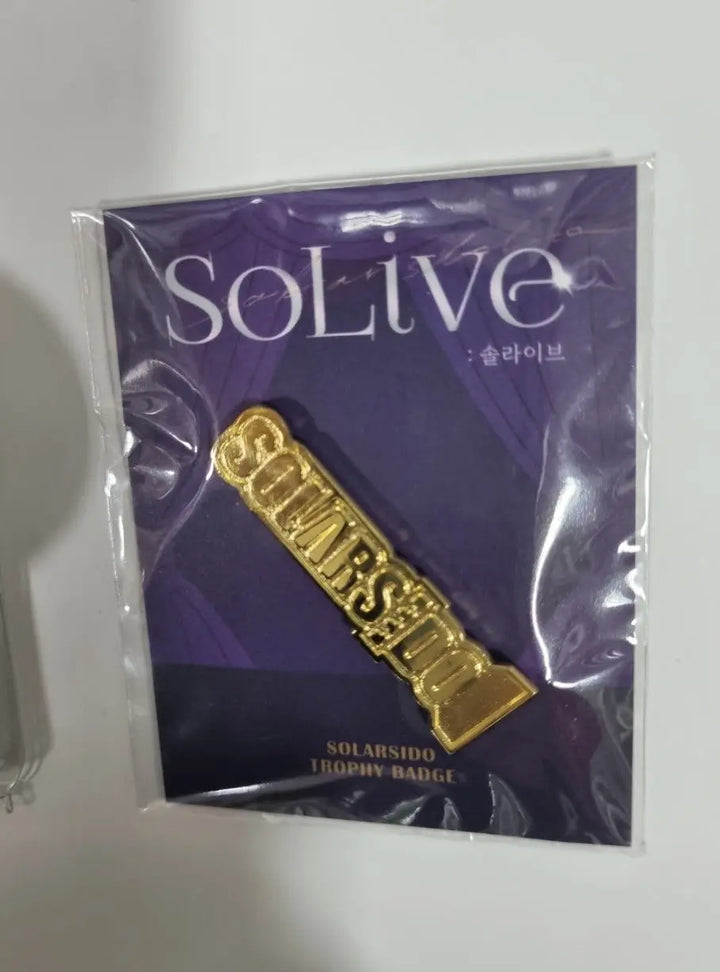 SoLive
: 솔라이브
SOLARSIDO
SOLARSIDO
TROPHY BADGE